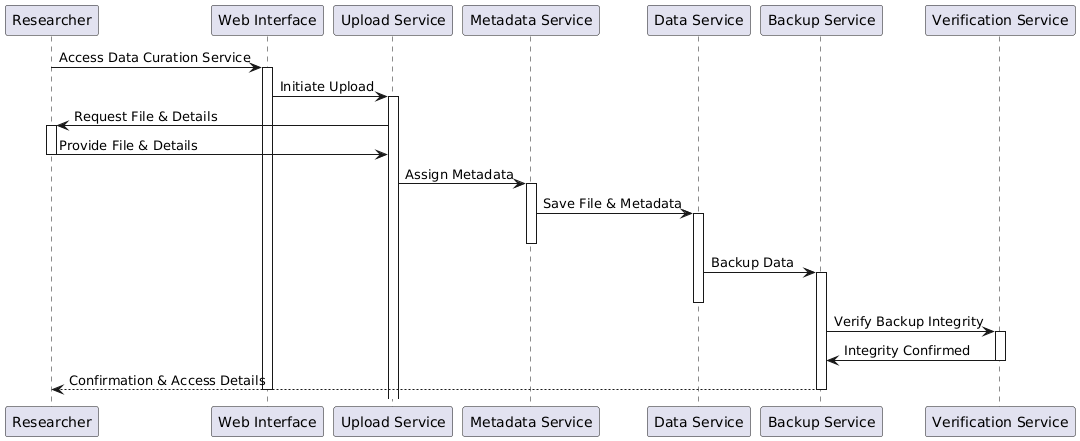 Researcher Web Interface Upload Service Metadata Service Data Service Backup Service Verification Service
Access Data Curation Service
Initiate Upload
Request File & Details
Provide File & Details
Assign Metadata
Save File & Metadata
Backup Data
Verify Backup Integrity
Integrity Confirmed
Confirmation & Access Details
Researcher Web Interface Upload Service Metadata Service Data Service Backup Service Verification Service